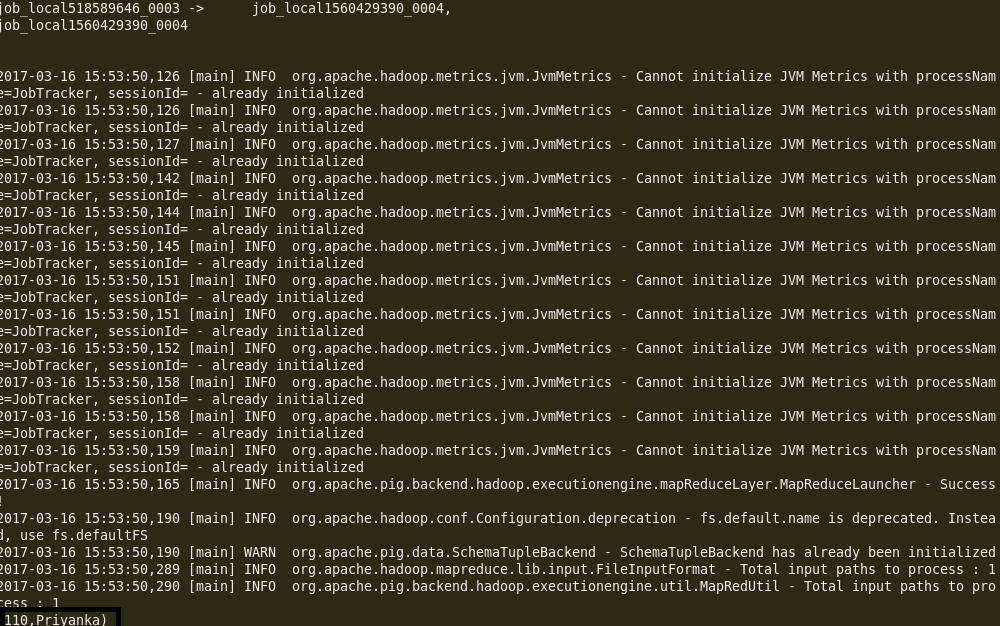 job_local518589646_0003 -> job_local1560429390_0004,
job_local1560429390_0004
2017-03-16 15:53:50,126 [main] INFO org.apache.hadoop.metrics.jvm.JvmMetrics - Cannot initialize JVM Metrics with processNam
e=JobTracker, sessionId= - already initialized
2017-03-16 15:53:50,126 [main] INFO org.apache.hadoop.metrics.jvm.JvmMetrics - Cannot initialize JVM Metrics with processNam
e=JobTracker, sessionId= - already initialized
2017-03-16 15:53:50,127 [main] INFO org.apache.hadoop.metrics.jvm.JvmMetrics - Cannot initialize JVM Metrics with processNam
e=JobTracker, sessionId= - already initialized
2017-03-16 15:53:50,142 [main] INFO org.apache.hadoop.metrics.jvm.JvmMetrics - Cannot initialize JVM Metrics with processNam
e=JobTracker, sessionId= - already initialized
2017-03-16 15:53:50,144 [main] INFO org.apache.hadoop.metrics.jvm.JvmMetrics - Cannot initialize JVM Metrics with processNam
e=JobTracker, sessionId= - already initialized
2017-03-16 15:53:50,145 [main] INFO org.apache.hadoop.metrics.jvm.JvmMetrics - Cannot initialize JVM Metrics with processNam
e=JobTracker, sessionId= - already initialized
2017-03-16 15:53:50,151 [main] INFO org.apache.hadoop.metrics.jvm.JvmMetrics - Cannot initialize JVM Metrics with processNam
e=JobTracker, sessionId= - already initialized
2017-03-16 15:53:50,151 [main] INFO org.apache.hadoop.metrics.jvm.JvmMetrics - Cannot initialize JVM Metrics with processNam
e=JobTracker, sessionId= - already initialized
2017-03-16 15:53:50,152 [main] INFO org.apache.hadoop.metrics.jvm.JvmMetrics - Cannot initialize JVM Metrics with processNam
e=JobTracker, sessionId= - already initialized
2017-03-16 15:53:50,158 [main] INFO org.apache.hadoop.metrics.jvm.JvmMetrics - Cannot initialize JVM Metrics with processNam
e=JobTracker, sessionId= - already initialized
2017-03-16 15:53:50,158 [main] INFO org.apache.hadoop.metrics.jvm.JvmMetrics - Cannot initialize JVM Metrics with processNam
e=JobTracker, sessionId= - already initialized
2017-03-16 15:53:50,159 [main] INFO org.apache.hadoop.metrics.jvm.JvmMetrics - Cannot initialize JVM Metrics with processNam
e=JobTracker, sessionId= - already initialized
2017-03-16 15:53:50,165 [main] INFO org.apache.pig.backend.hadoop.executionengine.mapReduceLayer.MapReduceLauncher - Success
!
2017-03-16 15:53:50,190 [main] INFO org.apache.hadoop.conf.Configuration.deprecation - fs.default.name is deprecated. Instea
d, use fs.defaultFS
2017-03-16 15:53:50,190 [main] WARN org.apache.pig.data.SchemaTupleBackend - SchemaTupleBackend has already been initialized
2017-03-16 15:53:50,289 [main] INFO org.apache.hadoop.mapreduce.lib.input.FileInputFormat - Total input paths to process : 1
2017-03-16 15:53:50,290 [main] INFO org.apache.pig.backend.hadoop.executionengine.util.MapRedUtil - Total input paths to pro
cess : 1
110,Priyanka)